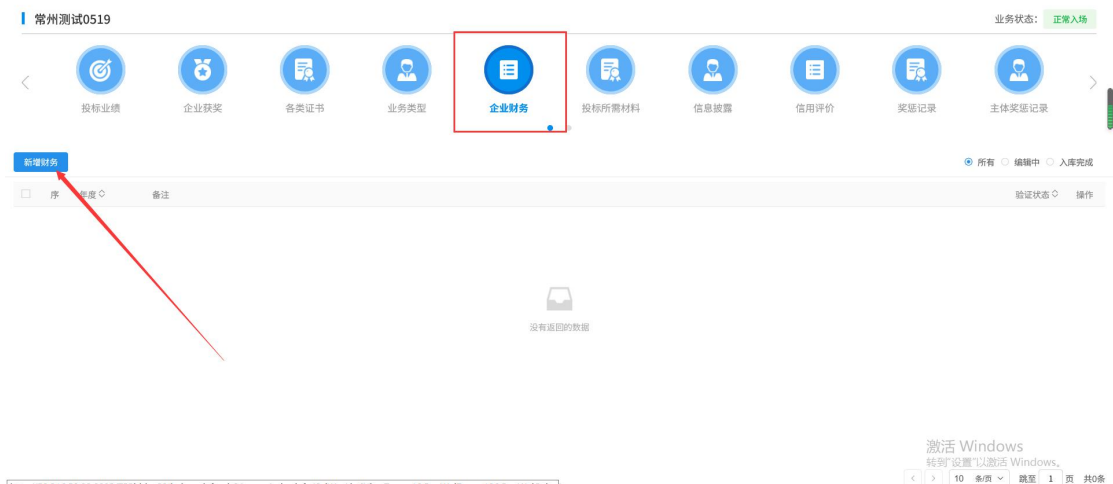 常州测试0519
业务状态： 正常入场
投标业绩 企业获奖 各类证书 业务类型 企业财务 投标所需材料 信息披露 信用评价 奖惩记录 主体奖惩记录
新增财务 所有 编辑中 入库完成
序 年度 备注 验证状态 操作
没有返回的数据
激活 Windows
转到"设置"以激活 Windows。
10 条/页 跳至 1 页 共0条